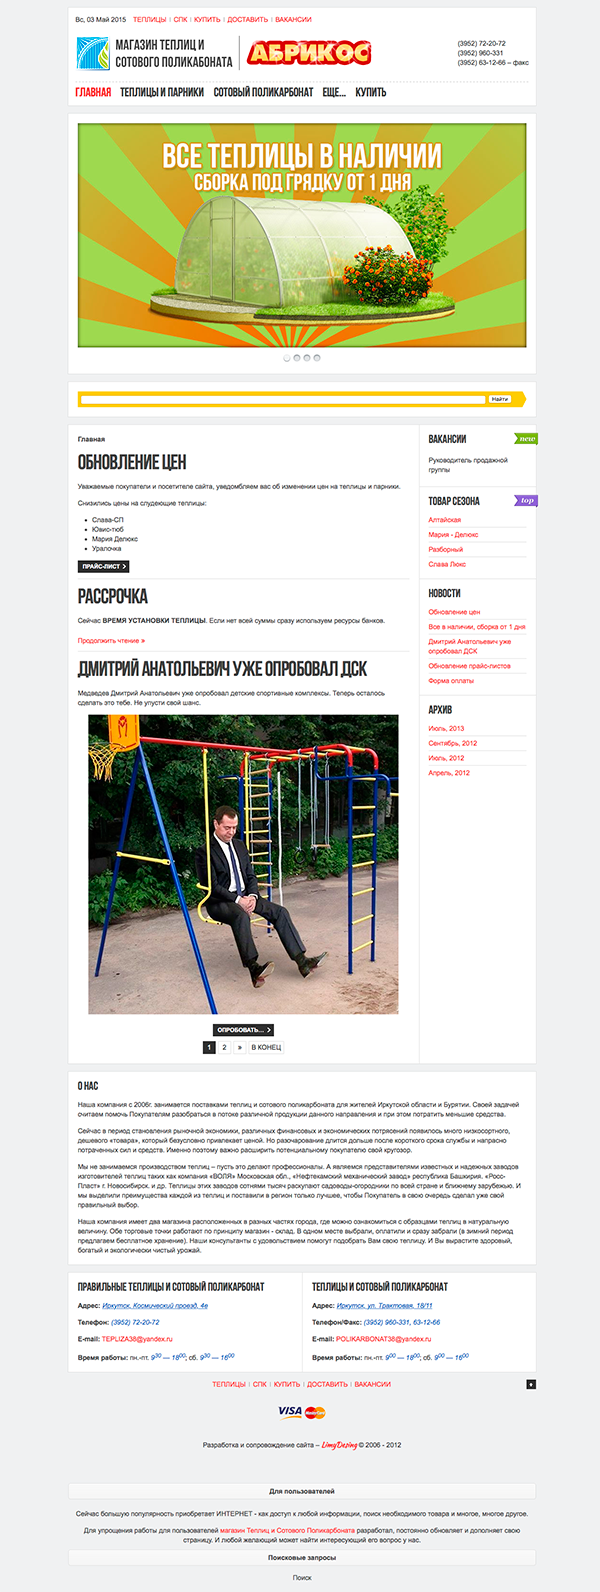 Вс, 03 Май 2015 ТЕПЛИЦЫ | СПК | КУПИТЬ | ДОСТАВИТЬ | ВАКАНСИИ
МАГАЗИН ТЕПЛИЦ И
СОТОВОГО ПОЛИКАБОНАТА
АБРИКОС
(3952) 72-20-72
(3952) 960-331
(3952) 63-12-66 – факс
ГЛАВНАЯ ТЕПЛИЦЫ И ПАРНИКИ СОТОВЫЙ ПОЛИКАРБОНАТ ЕЩЕ... КУПИТЬ
ВСЕ ТЕПЛИЦЫ В НАЛИЧИИ
СБОРКА ПОД ГРЯДКУ ОТ 1 ДНЯ
Найти
Главная
ОБНОВЛЕНИЕ ЦЕН
Уважаемые покупатели и посетителе сайта, уведомляем вас об изменении цен на теплицы и парники.
Снизились цены на слудеющие теплицы:
• Слава-СП
• Ювис-тюб
• Мария Делюкс
• Уралочка
ПРАЙС-ЛИСТ >
РАССРОЧКА
Сейчас ВРЕМЯ УСТАНОВКИ ТЕПЛИЦЫ. Если нет всей суммы сразу используем ресурсы банков.
Продолжить чтение »
ДМИТРИЙ АНАТОЛЬЕВИЧ УЖЕ ОПРОБОВАЛ ДСК
Медведев Дмитрий Анатольевич уже опробовал детские спортивные комплексы. Теперь осталось
сделать это тебе. Не упусти свой шанс.
ОПРОБОВАТЬ... >
1 2 » В КОНЕЦ
ВАКАНСИИ
new
Руководитель продажной
группы
ТОВАР СЕЗОНА
top
Алтайская
Мария - Делюкс
Разборный
Слава Люкс
НОВОСТИ
Обновление цен
Все в наличии, сборка от 1 дня
Дмитрий Анатольевич уже
опробовал ДСК
Обновление прайс-листов
Форма оплаты
АРХИВ
Июль, 2013
Сентябрь, 2012
Июль, 2012
Апрель, 2012
О НАС
Наша компания с 2006г. занимается поставками теплиц и сотового поликарбоната для жителей Иркутской области и Бурятии. Своей задачей
считаем помочь Покупателям разобраться в потоке различной продукции данного направления и при этом потратить меньшие средства.
Сейчас в период становления рыночной экономики, различных финансовых и экономических потрясений появилось много низкосортного,
дешевого «товара», который безусловно привлекает ценой. Но разочарование длится дольше после короткого срока службы и напрасно
потраченных сил и средств. Именно поэтому важно расширить потенциальному покупателю свой кругозор.
Мы не занимаемся производством теплиц – пусть это делают профессионалы. А являемся представителями известных и надежных заводов
изготовителей теплиц таких как компания «ВОЛЯ» Московская обл., «Нефтекамский механический завод» республика Башкирия. «Росс-
Пласт» г. Новосибирск. и др. Теплицы этих заводов сотнями тысяч раскупают садоводы-огородники по всей стране и ближнему зарубежью. И
мы выделили преимущества каждой из теплиц и поставили в регион только лучшее, чтобы Покупатель в свою очередь сделал уже свой
правильный выбор.
Наша компания имеет два магазина расположенных в разных частях города, где можно ознакомиться с образцами теплиц в натуральную
величину. Обе торговые точки работают по принципу магазин - склад. В одном месте выбрали, оплатили и сразу забрали (в зимний период
предлагаем бесплатное хранение). Наши консультанты с удовольствием помогут подобрать Вам свою теплицу. И Вы вырастите здоровый,
богатый и экологически чистый урожай.
ПРАВИЛЬНЫЕ ТЕПЛИЦЫ И СОТОВЫЙ ПОЛИКАРБОНАТ
Адрес: Иркутск, Космический проезд, 4е
Телефон: (3952) 72-20-72
E-mail: TEPLIZA38@yandex.ru
Время работы: пн.-пт. 9³⁰ — 18⁰⁰; сб. 9³⁰ — 16⁰⁰
ТЕПЛИЦЫ И СОТОВЫЙ ПОЛИКАРБОНАТ
Адрес: Иркутск, ул. Трактовая, 18/11
Телефон/Факс: (3952) 960-331, 63-12-66
E-mail: POLIKARBONAT38@yandex.ru
Время работы: пн.-пт. 9⁰⁰ — 18⁰⁰; сб. 9⁰⁰ — 16⁰⁰
ТЕПЛИЦЫ | СПК | КУПИТЬ | ДОСТАВИТЬ | ВАКАНСИИ
VISA MasterCard
Разработка и сопровождение сайта – LimyDesing © 2006 - 2012
Для пользователей
Сейчас большую популярность приобретает ИНТЕРНЕТ - как доступ к любой информации, поиск необходимого товара и многое, многое другое.
Для упрощения работы для пользователей магазин Теплиц и Сотового Поликарбоната разработал, постоянно обновляет и дополняет свою
страницу. И любой желающий может найти интересующий его вопрос у нас.
Поисковые запросы
Поиск